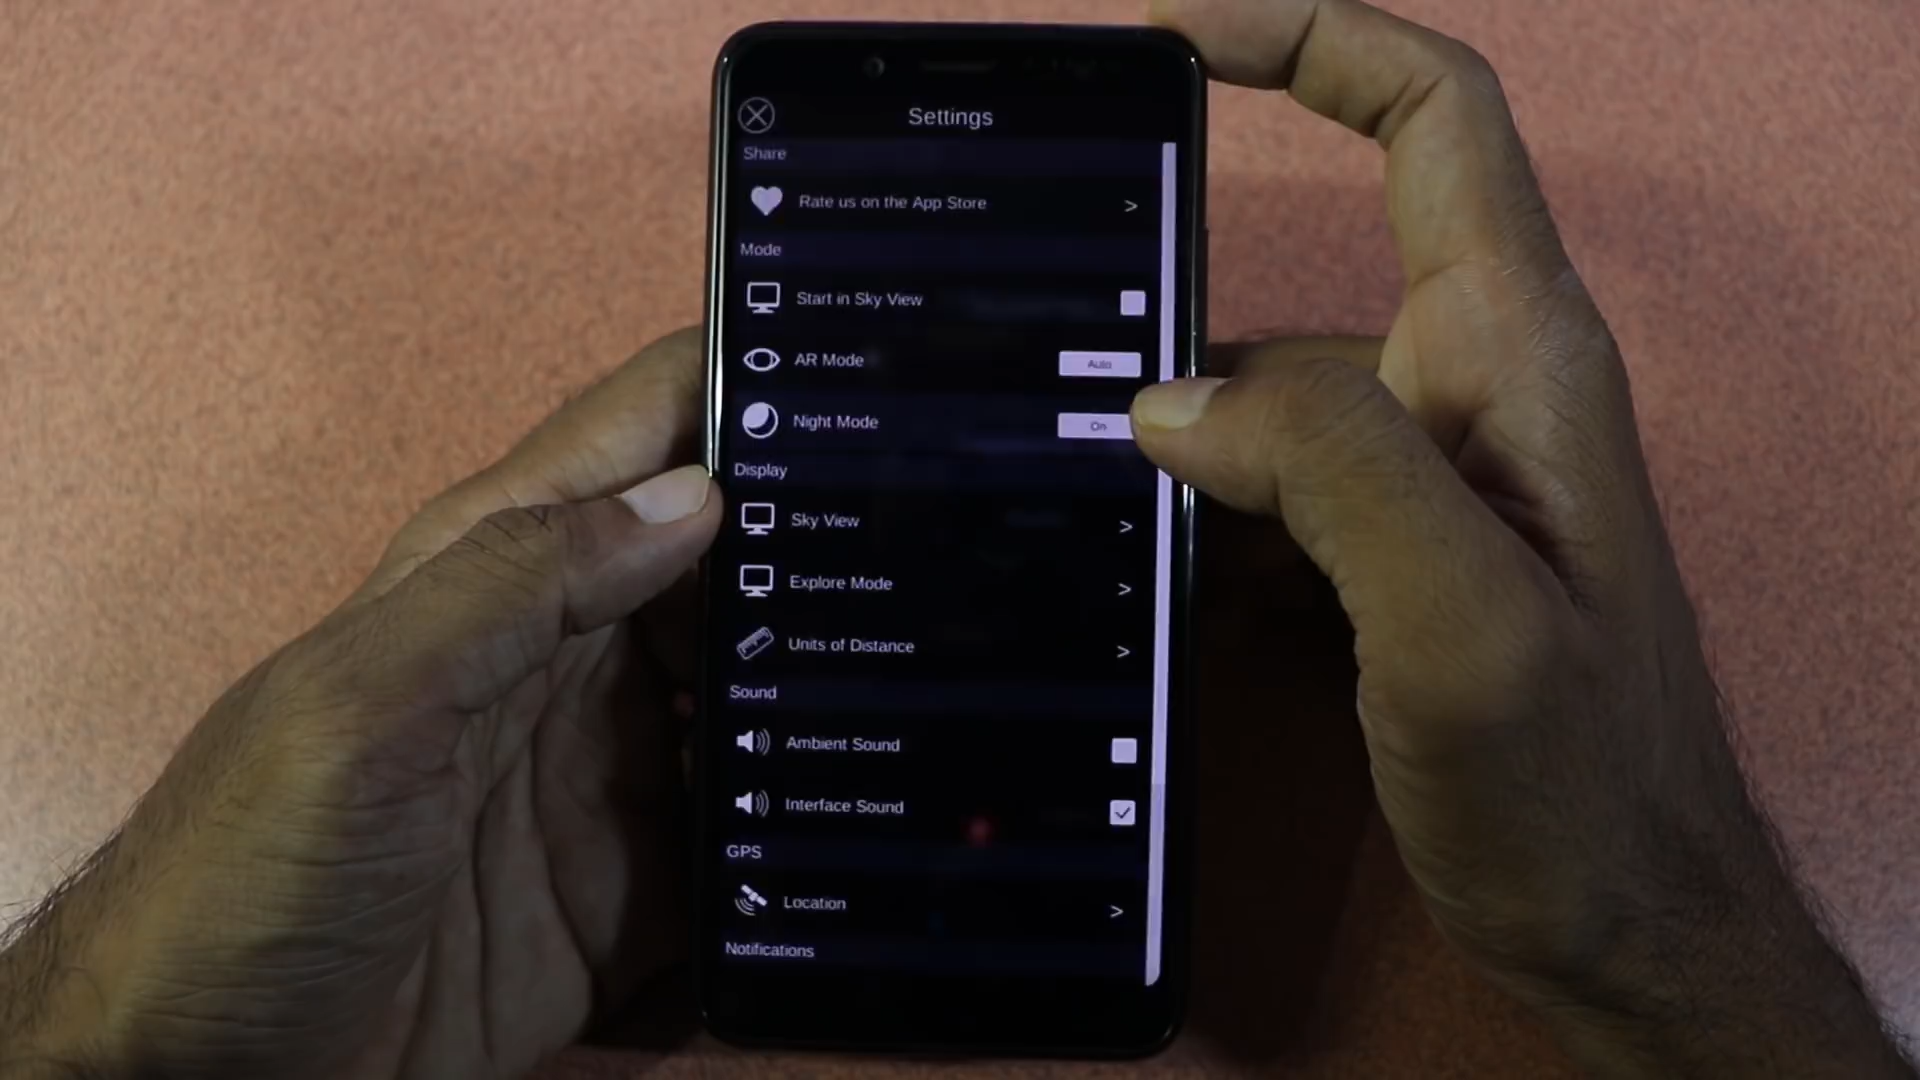 Settings
Share
Rate us on the App Store >
Mode
Start in Sky View
AR Mode Auto
Night Mode On
Display
Sky View >
Explore Mode >
Units of Distance >
Sound
Ambient Sound
Interface Sound
GPS
Location >
Notifications